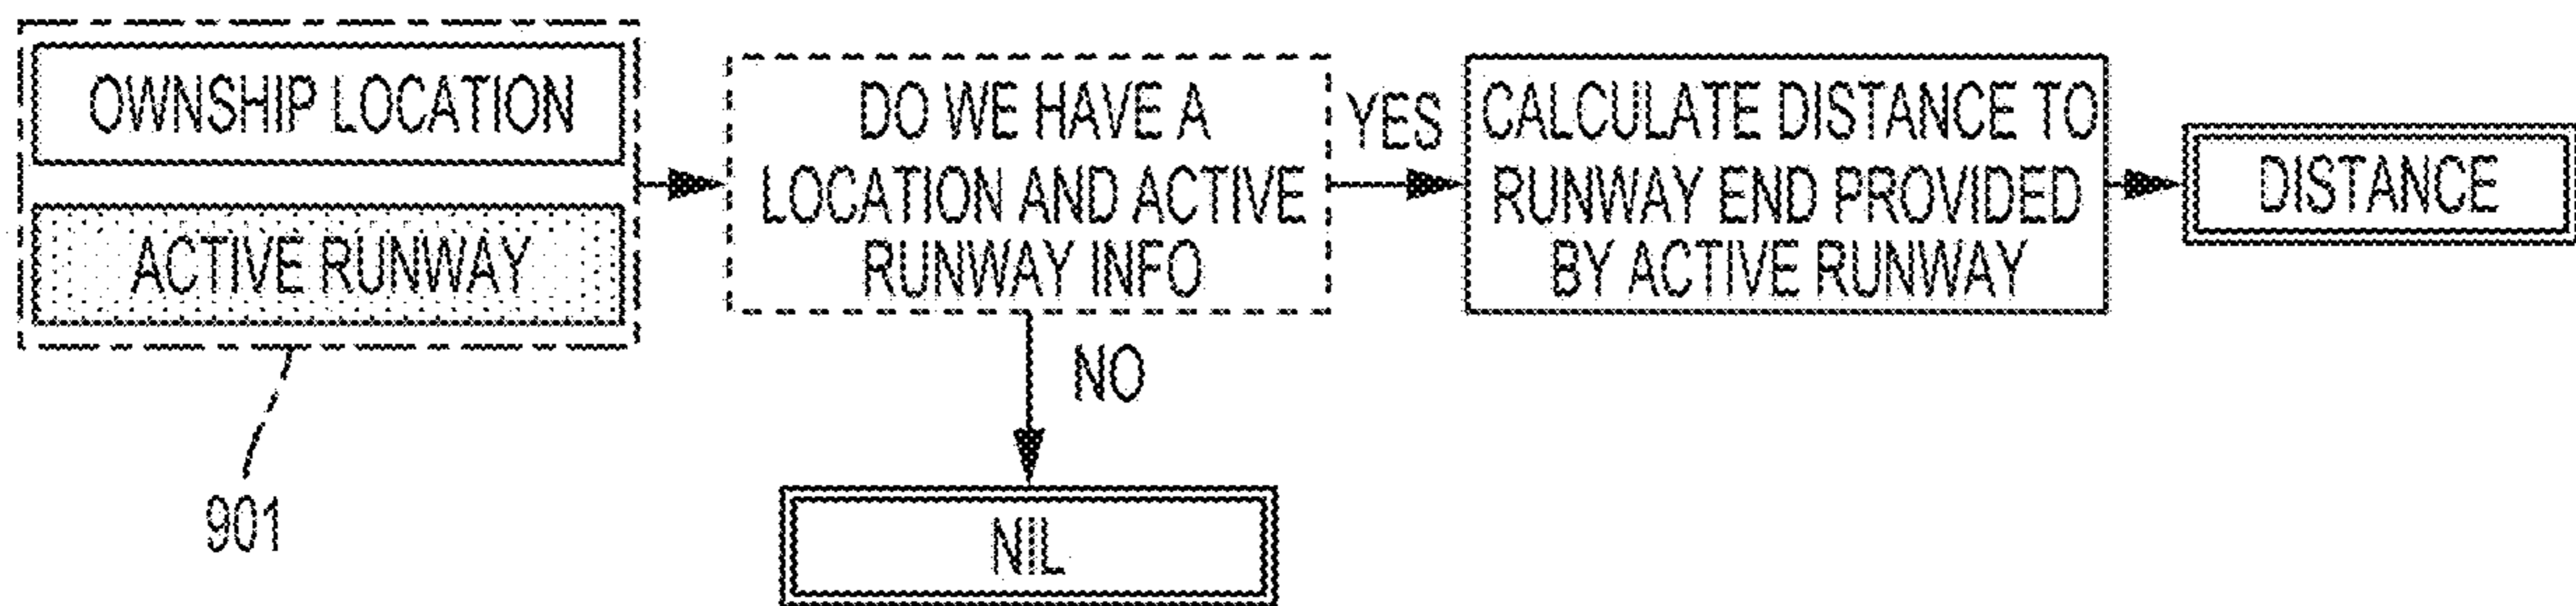 OWNSHIP LOCATION
ACTIVE RUNWAY
901
DO WE HAVE A
LOCATION AND ACTIVE
RUNWAY INFO
YES
NO
NIL
CALCULATE DISTANCE TO
RUNWAY END PROVIDED
BY ACTIVE RUNWAY
DISTANCE